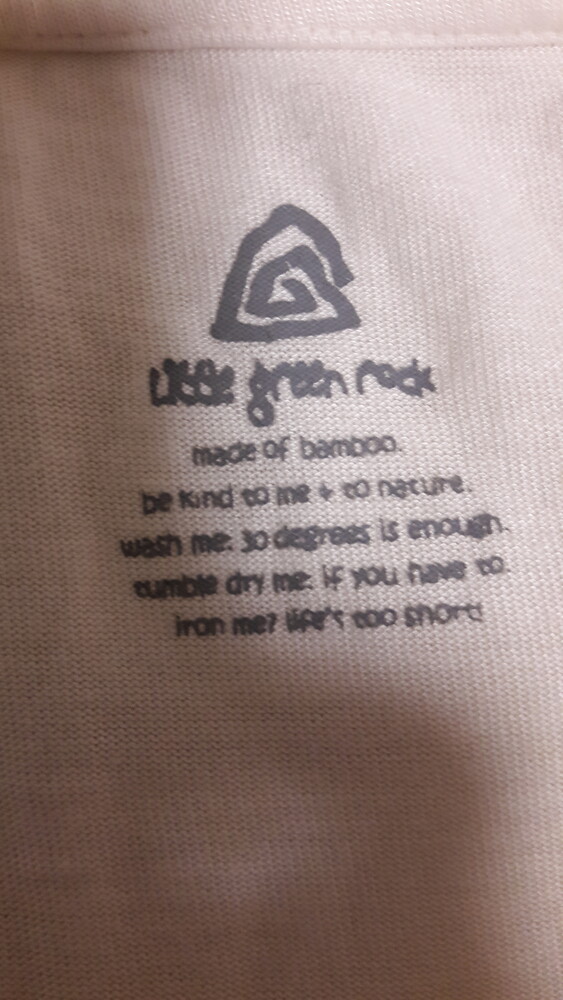 Little green rock
made of bamboo.
be kind to me + to nature.
wash me: 30 degrees is enough.
tumble dry me: if you have to.
iron me? life's too short!